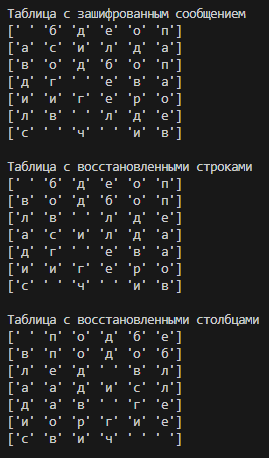 Таблица с зашифрованным сообщением
[' ' 'б' 'д' 'е' 'о' 'п']
['а' 'с' 'и' 'л' 'д' 'а']
['в' 'о' 'д' 'б' 'о' 'п']
['д' 'г' ' ' 'е' 'в' 'а']
['и' 'и' 'г' 'е' 'р' 'о']
['л' 'в' ' ' 'л' 'д' 'е']
['с' ' ' 'ч' ' ' 'и' 'в']
Таблица с восстановленными строками
[' ' 'б' 'д' 'е' 'о' 'п']
['в' 'о' 'д' 'б' 'о' 'п']
['л' 'в' ' ' 'л' 'д' 'е']
['а' 'с' 'и' 'л' 'д' 'а']
['д' 'г' ' ' 'е' 'в' 'а']
['и' 'и' 'г' 'е' 'р' 'о']
['с' ' ' 'ч' ' ' 'и' 'в']
Таблица с восстановленными столбцами
[' ' 'п' 'о' 'д' 'б' 'е']
['в' 'п' 'о' 'д' 'о' 'б']
['л' 'е' 'д' ' ' 'в' 'л']
['а' 'а' 'д' 'и' 'с' 'л']
['д' 'а' 'в' ' ' 'г' 'е']
['и' 'о' 'р' 'г' 'и' 'е']
['с' 'в' 'и' 'ч' ' ' ' ']